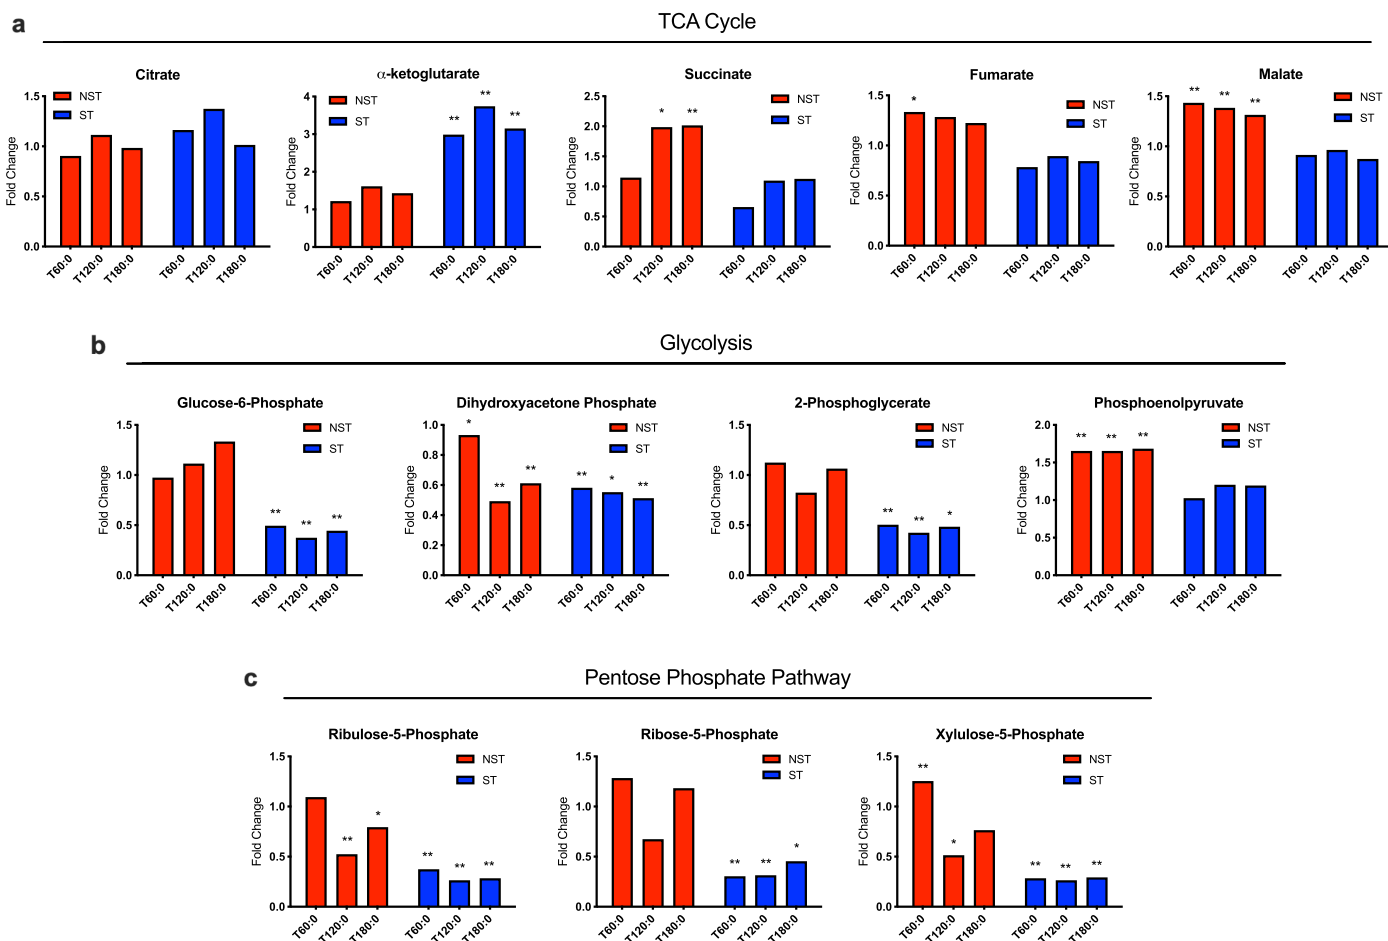 a
TCA Cycle
Citrate
α-ketoglutarate
Succinate
Fumarate
Malate
NST
ST
Fold Change
1.5
1.0
0.5
0.0
T60:0
T120:0
T180:0
T60:0
T120:0
T180:0
NST
ST
Fold Change
4
3
2
1
0
** ** **
T60:0
T120:0
T180:0
T60:0
T120:0
T180:0
NST
ST
Fold Change
2.5
2.0
1.5
1.0
0.5
0.0
* **
T60:0
T120:0
T180:0
T60:0
T120:0
T180:0
NST
ST
Fold Change
1.5
1.0
0.5
0.0
*
T60:0
T120:0
T180:0
T60:0
T120:0
T180:0
NST
ST
Fold Change
1.5
1.0
0.5
0.0
** ** **
T60:0
T120:0
T180:0
T60:0
T120:0
T180:0
b
Glycolysis
Glucose-6-Phosphate
Dihydroxyacetone Phosphate
2-Phosphoglycerate
Phosphoenolpyruvate
NST
ST
Fold Change
1.5
1.0
0.5
0.0
** ** **
T60:0
T120:0
T180:0
T60:0
T120:0
T180:0
NST
ST
Fold Change
1.0
0.8
0.6
0.4
0.2
0.0
* ** ** ** * **
T60:0
T120:0
T180:0
T60:0
T120:0
T180:0
NST
ST
Fold Change
1.5
1.0
0.5
0.0
** ** *
T60:0
T120:0
T180:0
T60:0
T120:0
T180:0
NST
ST
Fold Change
2.0
1.5
1.0
0.5
0.0
** ** **
T60:0
T120:0
T180:0
T60:0
T120:0
T180:0
c
Pentose Phosphate Pathway
Ribulose-5-Phosphate
Ribose-5-Phosphate
Xylulose-5-Phosphate
NST
ST
Fold Change
1.5
1.0
0.5
0.0
** * ** ** **
T60:0
T120:0
T180:0
T60:0
T120:0
T180:0
NST
ST
Fold Change
1.5
1.0
0.5
0.0
** ** *
T60:0
T120:0
T180:0
T60:0
T120:0
T180:0
NST
ST
Fold Change
1.5
1.0
0.5
0.0
** * ** ** **
T60:0
T120:0
T180:0
T60:0
T120:0
T180:0